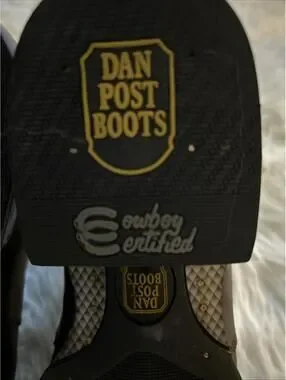 DAN
POST
BOOTS
Cowboy
Certified
DAN
POST
BOOTS